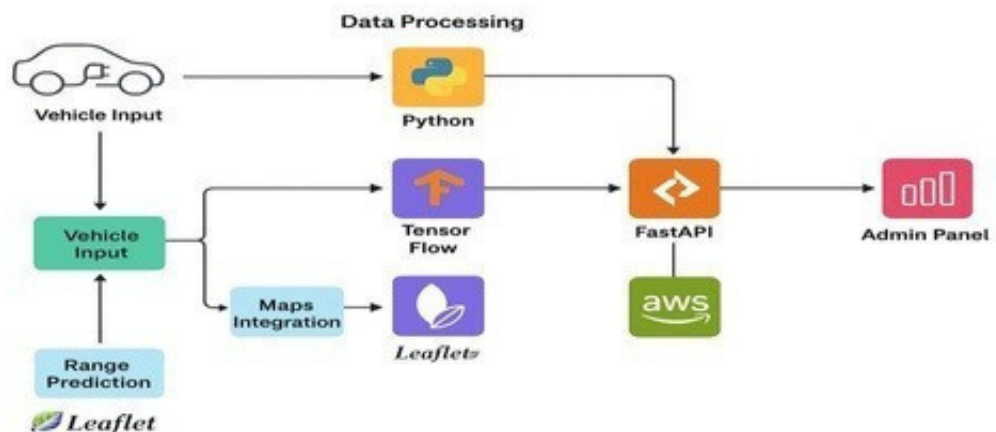 Data Processing
Vehicle Input
Python
Vehicle
Input
Tensor
Flow
FastAPI
Admin Panel
Maps
Integration
Leaflet
aws
Range
Prediction
Leaflet